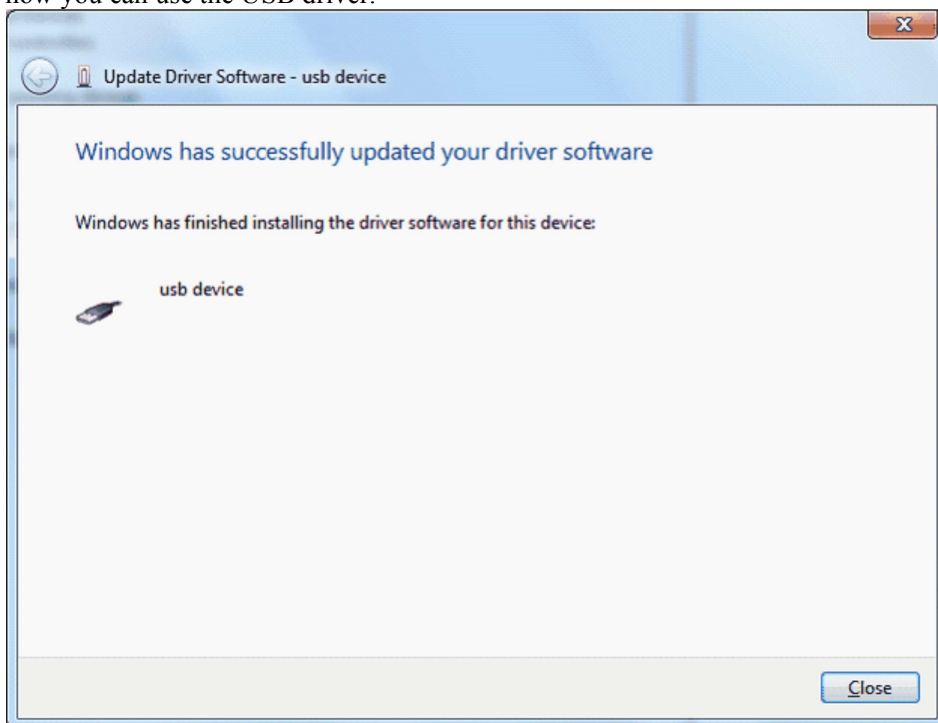 now you can use the USB driver.
Update Driver Software - usb device
Windows has successfully updated your driver software
Windows has finished installing the driver software for this device:
usb device
Close